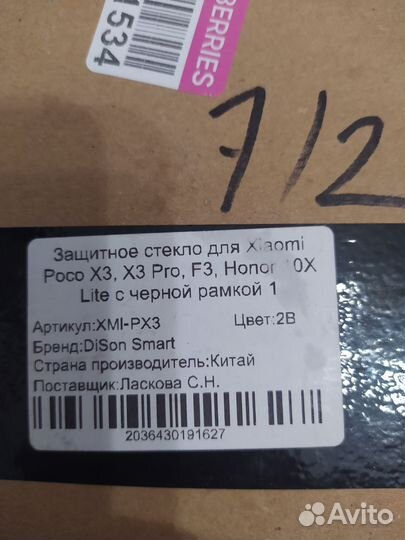 1534
BERRIES
7/2
Защитное стекло для Xiaomi
Poco X3, X3 Pro, F3, Honor 10X
Lite с черной рамкой 1
Артикул:XMI-PX3 Цвет:2В
Бренд:DiSon Smart
Страна производитель:Китай
Поставщик:Ласкова С.Н.
2036430191627
Avito